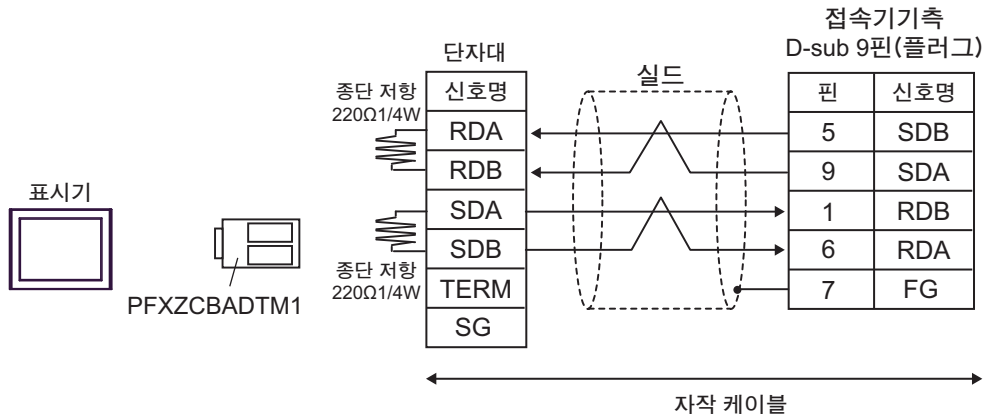 접속기기측
D-sub 9핀(플러그)
단자대
실드
종단 저항
220Ω1/4W
신호명
핀 신호명
RDA 5 SDB
RDB 9 SDA
SDA 1 RDB
SDB 6 RDA
TERM 7 FG
SG
종단 저항
220Ω1/4W
표시기
PFXZCBADTM1
자작 케이블